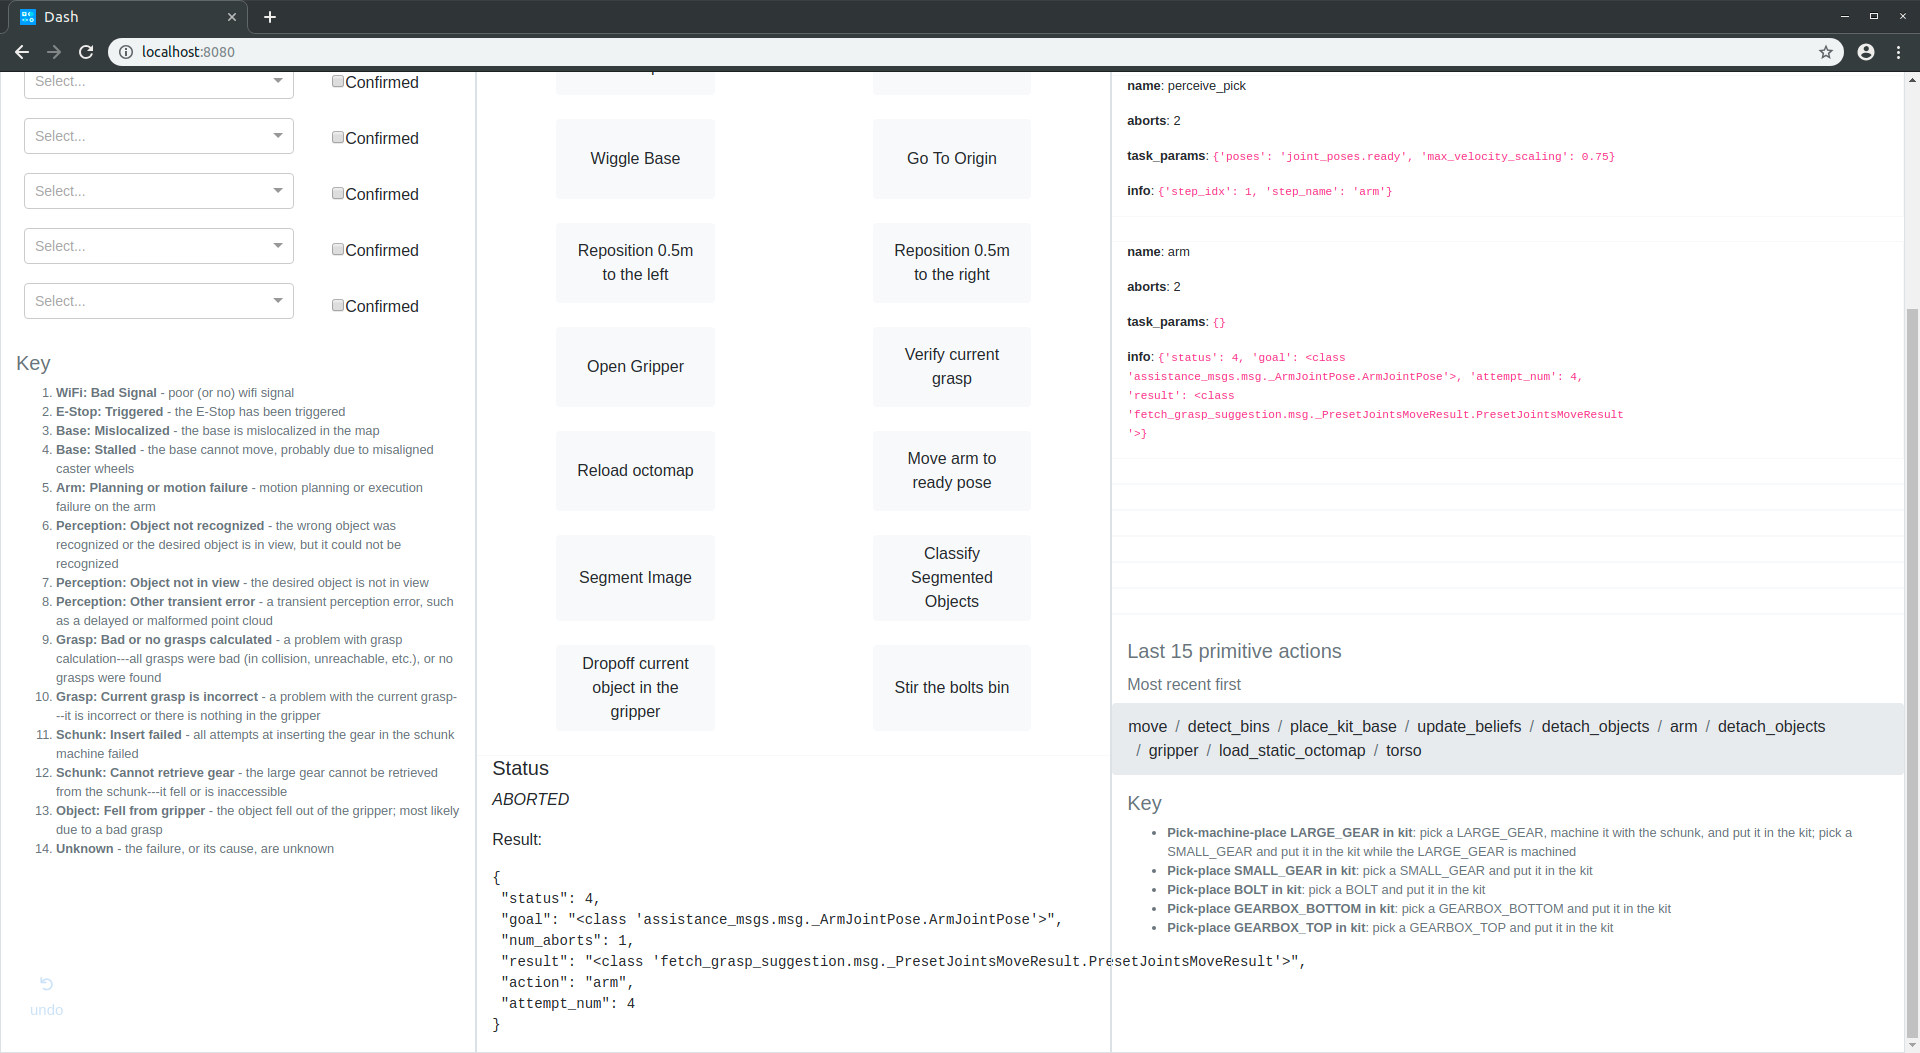 Dash
localhost:8080
Select...
Confirmed
Select...
Confirmed
Select...
Confirmed
Select...
Confirmed
Select...
Confirmed
Key
1. WiFi: Bad Signal - poor (or no) wifi signal
2. E-Stop: Triggered - the E-Stop has been triggered
3. Base: Mislocalized - the base is mislocalized in the map
4. Base: Stalled - the base cannot move, probably due to misaligned
caster wheels
5. Arm: Planning or motion failure - motion planning or execution
failure on the arm
6. Perception: Object not recognized - the wrong object was
recognized or the desired object is in view, but it could not be
recognized
7. Perception: Object not in view - the desired object is not in view
8. Perception: Other transient error - a transient perception error, such
as a delayed or malformed point cloud
9. Grasp: Bad or no grasps calculated - a problem with grasp
calculation---all grasps were bad (in collision, unreachable, etc.), or no
grasps were found
10. Grasp: Current grasp is incorrect - a problem with the current grasp-
--it is incorrect or there is nothing in the gripper
11. Schunk: Insert failed - all attempts at inserting the gear in the schunk
machine failed
12. Schunk: Cannot retrieve gear - the large gear cannot be retrieved
from the schunk---it fell or is inaccessible
13. Object: Fell from gripper - the object fell out of the gripper; most likely
due to a bad grasp
14. Unknown - the failure, or its cause, are unknown
undo
Wiggle Base
Go To Origin
Reposition 0.5m
to the left
Reposition 0.5m
to the right
Open Gripper
Verify current
grasp
Reload octomap
Move arm to
ready pose
Segment Image
Classify
Segmented
Objects
Dropoff current
object in the
gripper
Stir the bolts bin
Status
ABORTED
Result:
{
"status": 4,
"goal": "<class 'assistance_msgs.msg._ArmJointPose.ArmJointPose'>",
"num_aborts": 1,
"result": "<class 'fetch_grasp_suggestion.msg._PresetJointsMoveResult.PresetJointsMoveResult'>",
"action": "arm",
"attempt_num": 4
}
name: perceive_pick
aborts: 2
task_params: {'poses': 'joint_poses.ready', 'max_velocity_scaling': 0.75}
info: {'step_idx': 1, 'step_name': 'arm'}
name: arm
aborts: 2
task_params: {}
info: {'status': 4, 'goal': <class
'assistance_msgs.msg._ArmJointPose.ArmJointPose'>, 'attempt_num': 4,
'result': <class
'fetch_grasp_suggestion.msg._PresetJointsMoveResult.PresetJointsMoveResult
'>}
Last 15 primitive actions
Most recent first
move / detect_bins / place_kit_base / update_beliefs / detach_objects / arm / detach_objects
/ gripper / load_static_octomap / torso
Key
• Pick-machine-place LARGE_GEAR in kit: pick a LARGE_GEAR, machine it with the schunk, and put it in the kit; pick a
SMALL_GEAR and put it in the kit while the LARGE_GEAR is machined
• Pick-place SMALL_GEAR in kit: pick a SMALL_GEAR and put it in the kit
• Pick-place BOLT in kit: pick a BOLT and put it in the kit
• Pick-place GEARBOX_BOTTOM in kit: pick a GEARBOX_BOTTOM and put it in the kit
• Pick-place GEARBOX_TOP in kit: pick a GEARBOX_TOP and put it in the kit